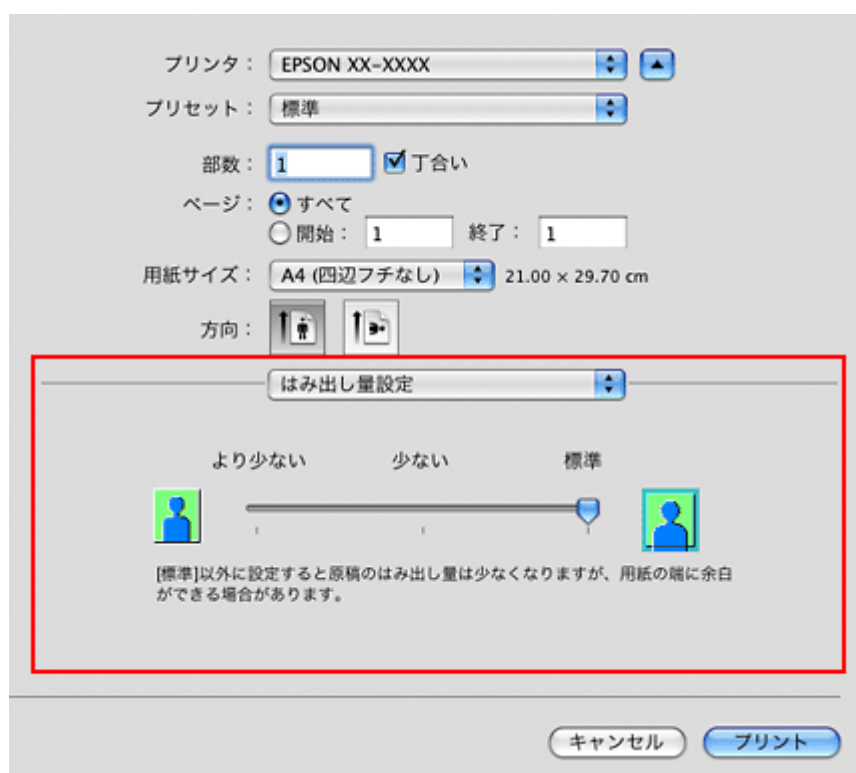 プリンタ： EPSON XX-XXXX
プリセット： 標準
部数： 1 丁合い
ページ： すべて
開始： 1 終了： 1
用紙サイズ： A4 (四辺フチなし) 21.00 × 29.70 cm
方向：
はみ出し量設定
より少ない 少ない 標準
[標準]以外に設定すると原稿のはみ出し量は少なくなりますが、用紙の端に余白
ができる場合があります。
キャンセル プリント